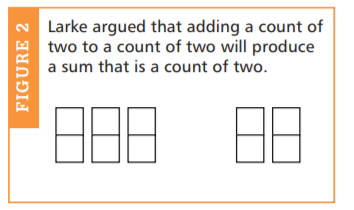 FIGURE 2
Larke argued that adding a count of
two to a count of two will produce
a sum that is a count of two.